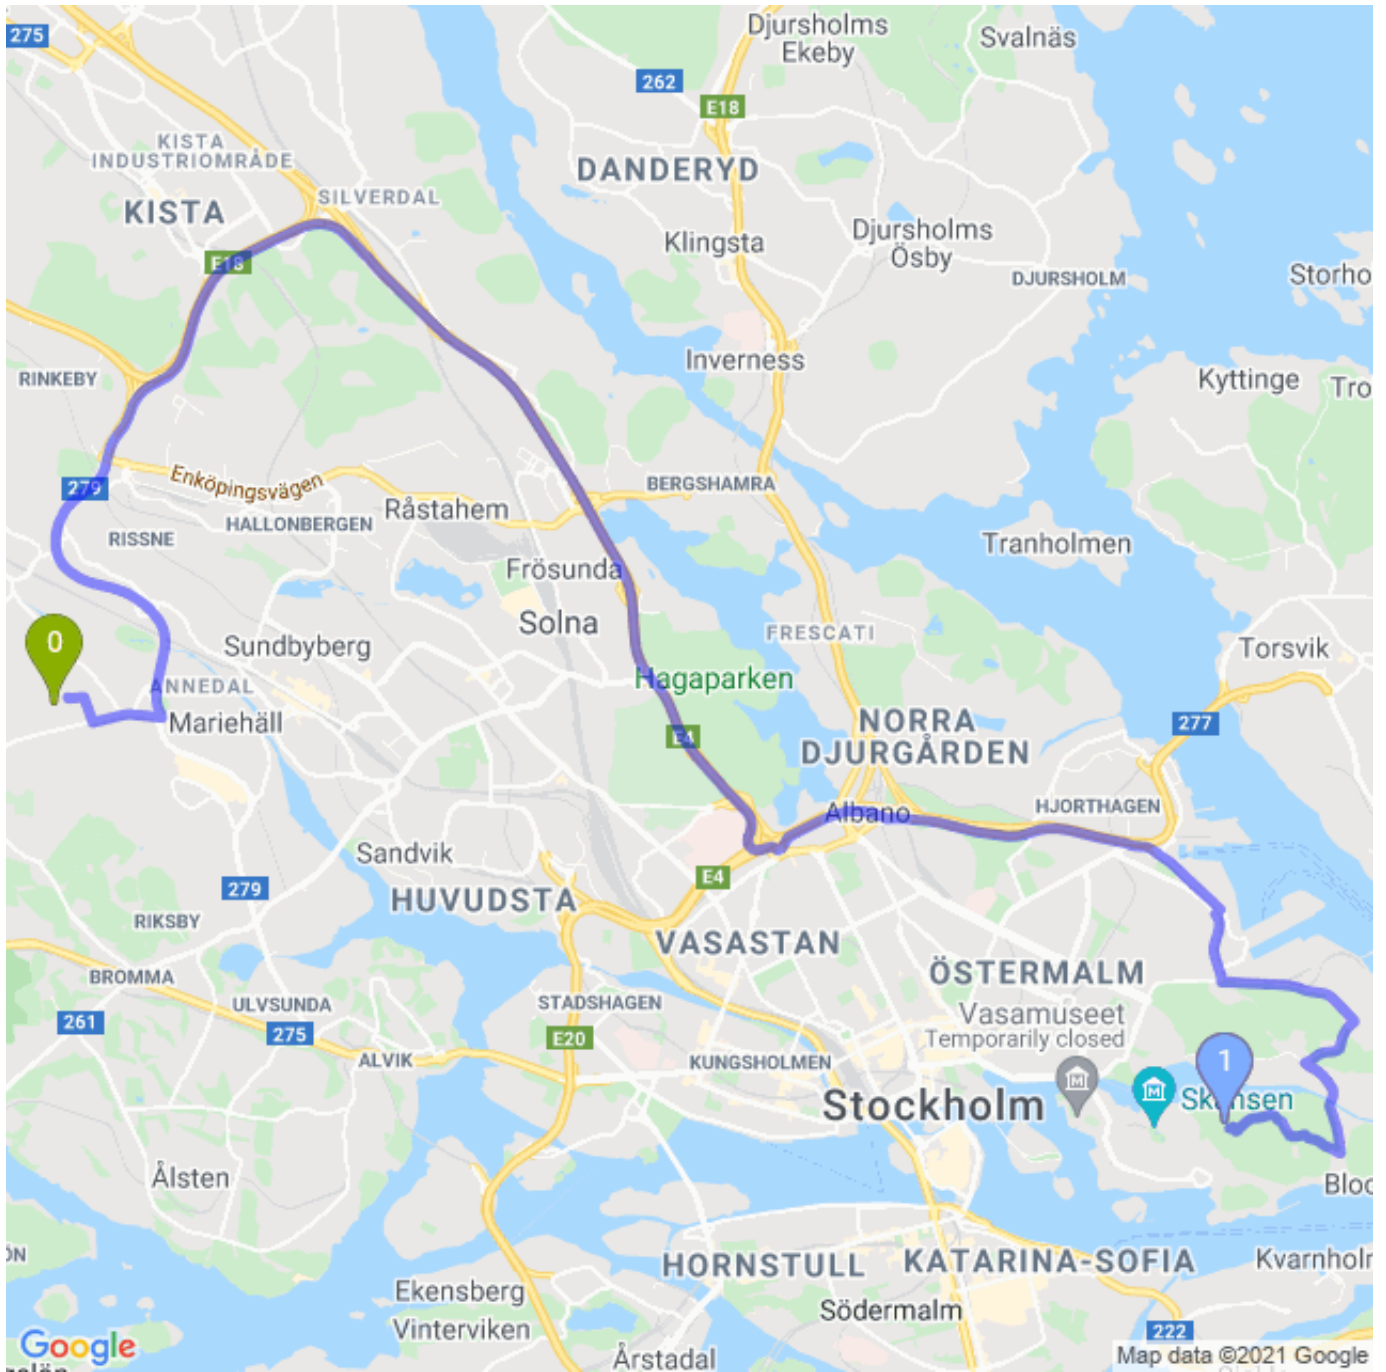 275
Djursholms
Ekeby
Svalnäs
262
E18
KISTA
INDUSTRIOMRÅDE
DANDERYD
SILVERDAL
KISTA
Klingsta
Djursholms
Ösby
E18
DJURSHOLM
Storho
RINKEBY
Inverness
Kyttinge
Tro
Enköpingsvägen
279
BERGSHAMRA
HALLONBERGEN
Råstahem
RISSNE
Tranholmen
Frösunda
Solna
0
Sundbyberg
FRESCATI
Torsvik
ANNEDAL
Hagaparken
Mariehäll
E4
NORRA
DJURGÅRDEN
277
Albano
HJORTHAGEN
Sandvik
E4
279
HUVUDSTA
RIKSBY
VASASTAN
BROMMA
ÖSTERMALM
ULVSUNDA
STADSHAGEN
Vasamuseet
Temporarily closed
261
275
E20
ALVIK
KUNGSHOLMEN
1
Stockholm
Skansen
Ålsten
Bloc
ÖN
HORNSTULL
KATARINA-SOFIA
Kvarnholr
Ekensberg
Vinterviken
Södermalm
222
Google
Årstadal
Map data ©2021 Google